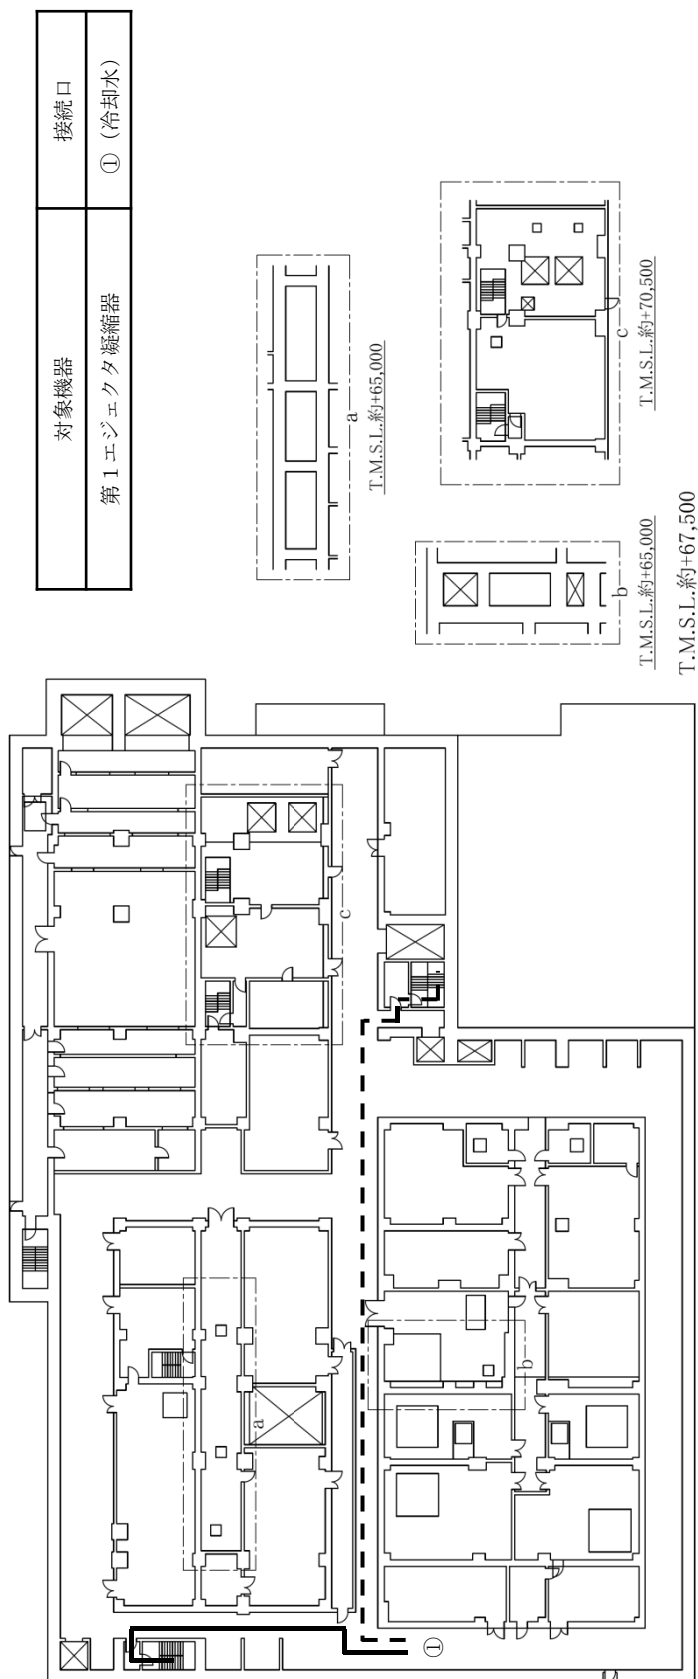 対象機器 接続口
第1エジェクタ凝縮器 ①（冷却水）
a
T.M.S.L.約+65,000
b
T.M.S.L.約+65,000
c
T.M.S.L.約+70,500
T.M.S.L.約+67,500
a
b
c
①